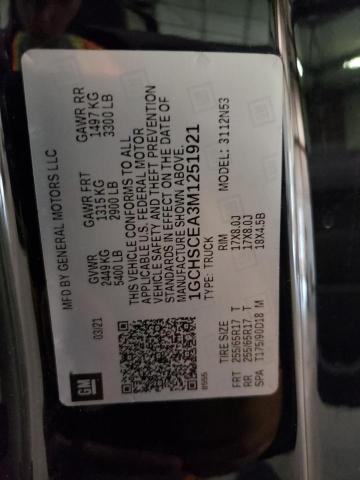 MFD BY GENERAL MOTORS LLC
03/21
GVWR
2449 KG
5400 LB
GAWR FRT
1315 KG
2900 LB
GAWR RR
1497 KG
3300 LB
THIS VEHICLE CONFORMS TO ALL
APPLICABLE U.S. FEDERAL MOTOR
VEHICLE SAFETY AND THEFT PREVENTION
STANDARDS IN EFFECT ON THE DATE OF
MANUFACTURE SHOWN ABOVE.
1GCHSCEA3M1251921
TYPE: TRUCK
MODEL: 3112N53
TIRE SIZE RIM
FRT 255/65R17 T 17X8.0J
RR 255/65R17 T 17X8.0J
SPA T175/90D18 M 18X4.5B
GM